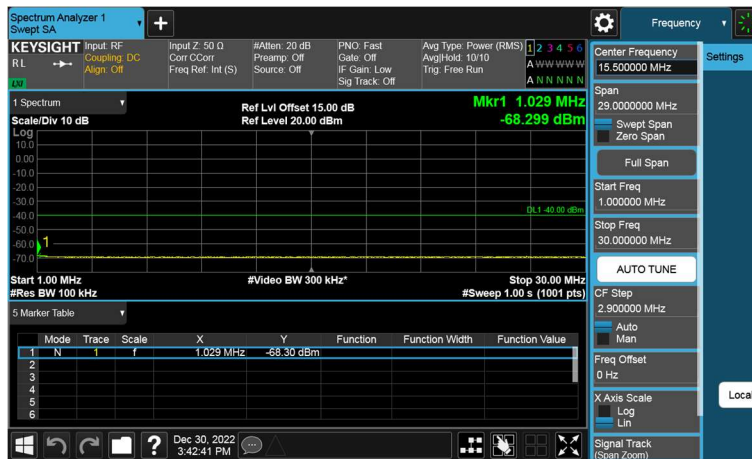 Spectrum Analyzer 1
Swept SA
Frequency
KEYSIGHT
RL
LXI
Input: RF
Coupling: DC
Align: Off
Input Z: 50 Ω
Corr CCorr
Freq Ref: Int (S)
#Atten: 20 dB
Preamp: Off
Source: Off
PNO: Fast
Gate: Off
IF Gain: Low
Sig Track: Off
Avg Type: Power (RMS)
Avg|Hold: 10/10
Trig: Free Run
1 2 3 4 5 6
A W W W W W
A N N N N N
1 Spectrum
Scale/Div 10 dB
Ref Lvl Offset 15.00 dB
Ref Level 20.00 dBm
Mkr1 1.029 MHz
-68.299 dBm
Log
10.0
0.00
-10.0
-20.0
-30.0
-40.0
-50.0
-60.0
-70.0
DL1 -40.00 dBm
1
Start 1.00 MHz
#Res BW 100 kHz
#Video BW 300 kHz*
Stop 30.00 MHz
#Sweep 1.00 s (1001 pts)
5 Marker Table
Mode Trace Scale X Y Function Function Width Function Value
1 N 1 f 1.029 MHz -68.30 dBm
2
3
4
5
6
?
Dec 30, 2022
3:42:41 PM
Center Frequency
15.500000 MHz
Settings
Span
29.0000000 MHz
Swept Span
Zero Span
Full Span
Start Freq
1.000000 MHz
Stop Freq
30.000000 MHz
AUTO TUNE
CF Step
2.900000 MHz
Auto
Man
Freq Offset
0 Hz
Local
X Axis Scale
Log
Lin
Signal Track
(Span Zoom)